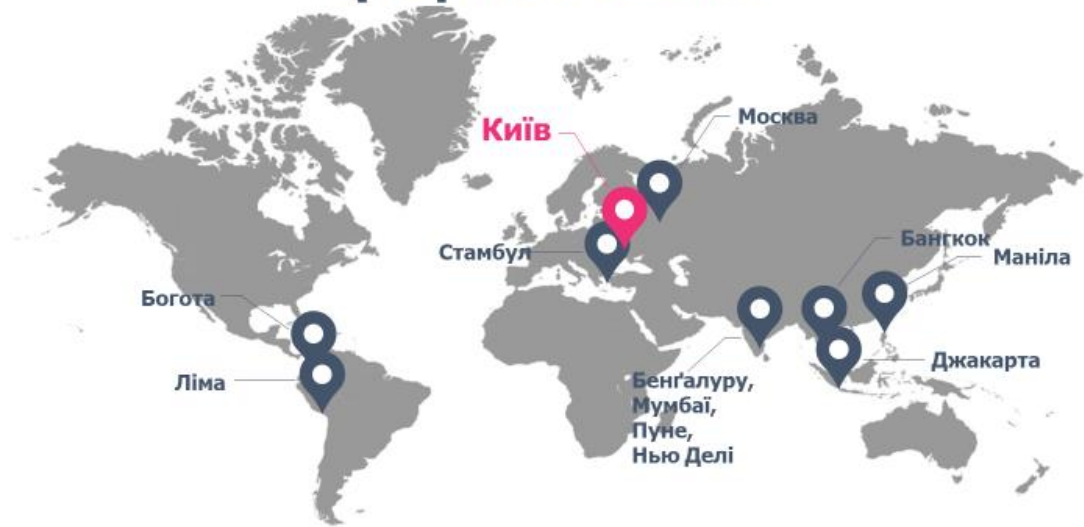 Москва
Київ
Бангкок
Стамбул
Маніла
Богота
Джакарта
Ліма
Бенґалуру,
Мумбаї,
Пуне,
Нью Делі